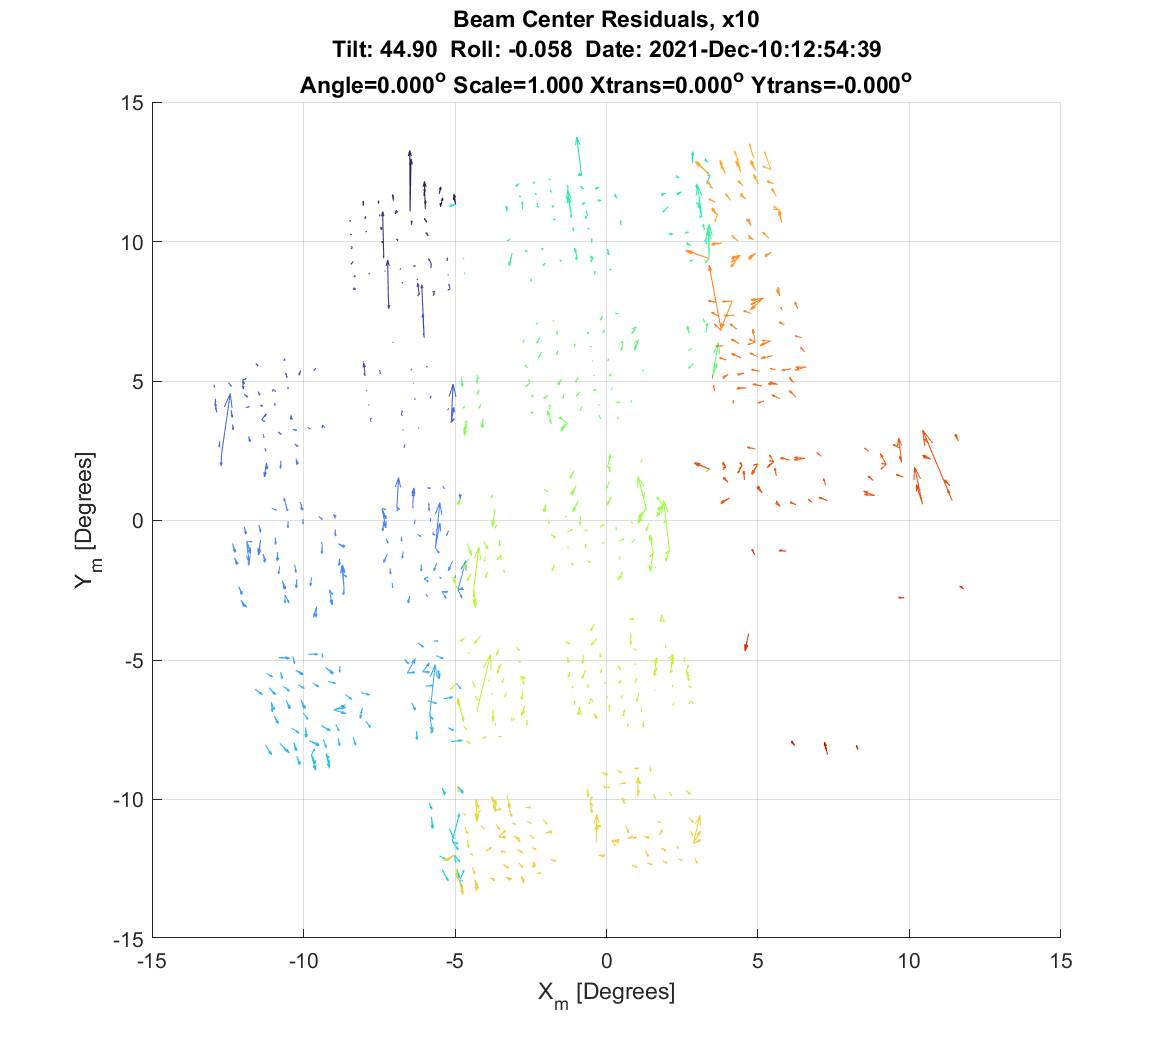 Beam Center Residuals, x10
Tilt: 44.90 Roll: -0.058 Date: 2021-Dec-10:12:54:39
Angle=0.000° Scale=1.000 Xtrans=0.000° Ytrans=-0.000°
15
10
5
0
-5
-10
-15
Y_m [Degrees]
-15 -10 -5 0 5 10 15
X_m [Degrees]